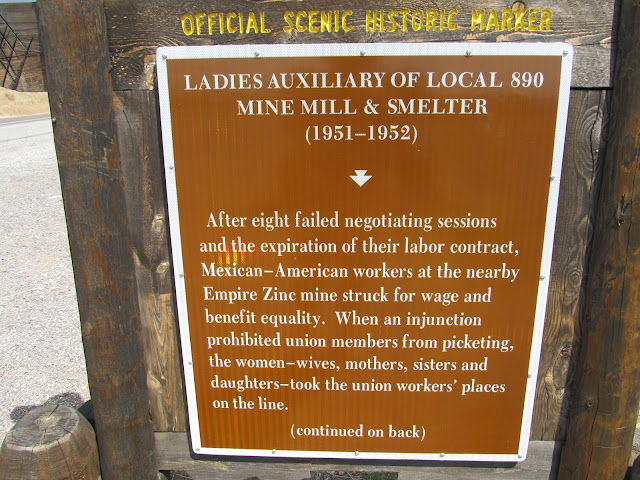 OFFICIAL SCENIC HISTORIC MARKER
LADIES AUXILIARY OF LOCAL 890
MINE MILL & SMELTER
(1951–1952)
After eight failed negotiating sessions
and the expiration of their labor contract,
Mexican–American workers at the nearby
Empire Zinc mine struck for wage and
benefit equality. When an injunction
prohibited union members from picketing,
the women–wives, mothers, sisters and
daughters–took the union workers' places
on the line.
(continued on back)